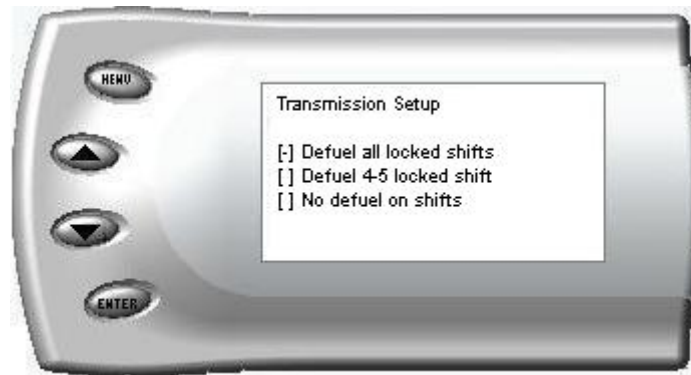 MENU
Transmission Setup
[-] Defuel all locked shifts
[ ] Defuel 4-5 locked shift
[ ] No defuel on shifts
ENTER